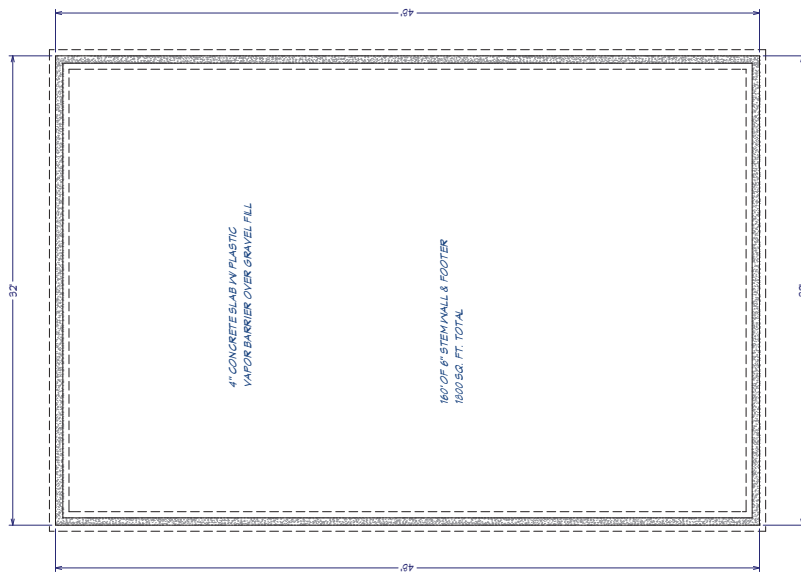 48'
32'
4" CONCRETE SLAB W/ PLASTIC
VAPOR BARRIER OVER GRAVEL FILL
160' OF 6" STEM WALL & FOOTER
1800 SQ. FT. TOTAL
48'